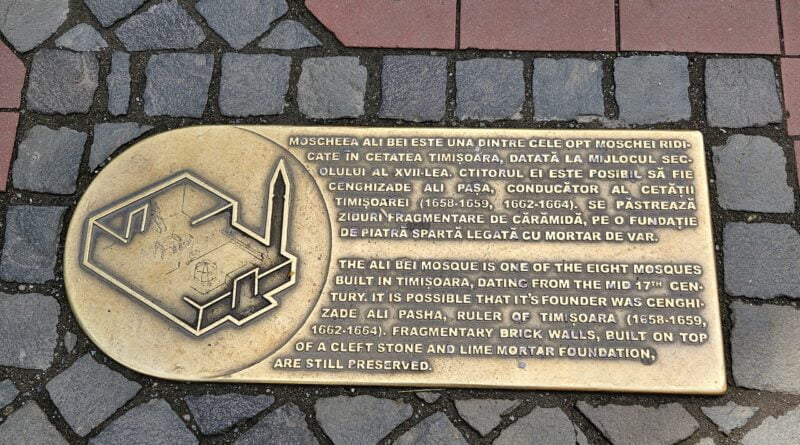 MOSCHEEA ALI BEI ESTE UNA DINTRE CELE OPT MOSCHEI RIDI-
CATE ÎN CETATEA TIMIȘOARA, DATATĂ LA MIJLOCUL SEC-
OLULUI AL XVII-LEA. CTITORUL EI ESTE POSIBIL SĂ FIE
CENGHIZADE ALI PAȘA, CONDUCĂTOR AL CETĂȚII
TIMIȘOAREI (1658-1659, 1662-1664). SE PĂSTREAZĂ
ZIDURI FRAGMENTARE DE CĂRĂMIDĂ, PE O FUNDAȚIE
DE PIATRĂ SPARTĂ LEGATĂ CU MORTAR DE VAR.
THE ALI BEI MOSQUE IS ONE OF THE EIGHT MOSQUES
BUILT IN TIMIȘOARA, DATING FROM THE MID 17TH CEN-
TURY. IT IS POSSIBLE THAT IT'S FOUNDER WAS CENGHI-
ZADE ALI PASHA, RULER OF TIMIȘOARA (1658-1659,
1662-1664). FRAGMENTARY BRICK WALLS, BUILT ON TOP
OF A CLEFT STONE AND LIME MORTAR FOUNDATION,
ARE STILL PRESERVED.